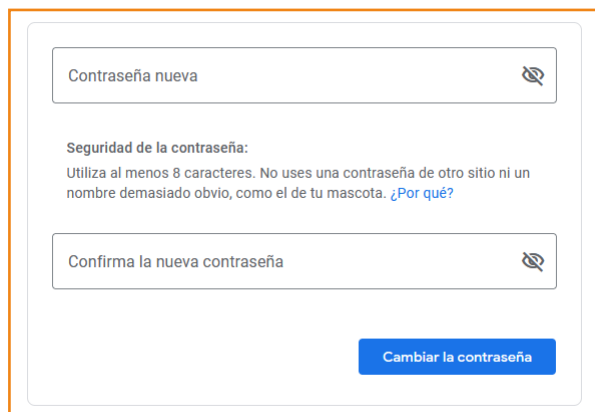 Contraseña nueva
Seguridad de la contraseña:
Utiliza al menos 8 caracteres. No uses una contraseña de otro sitio ni un
nombre demasiado obvio, como el de tu mascota. ¿Por qué?
Confirma la nueva contraseña
Cambiar la contraseña